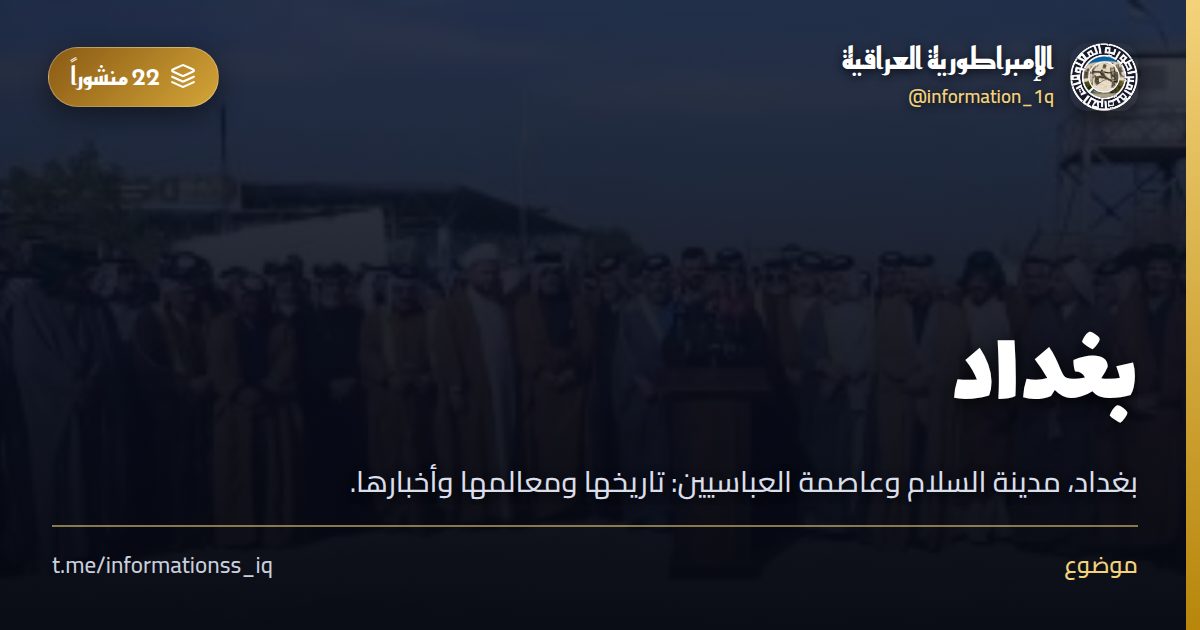 الإمبراطورية العراقية
@information_1q
22 منشوراً
بغداد
بغداد، مدينة السلام وعاصمة العباسيين: تاريخها ومعالمها وأخبارها.
موضوع
t.me/informationss_iq